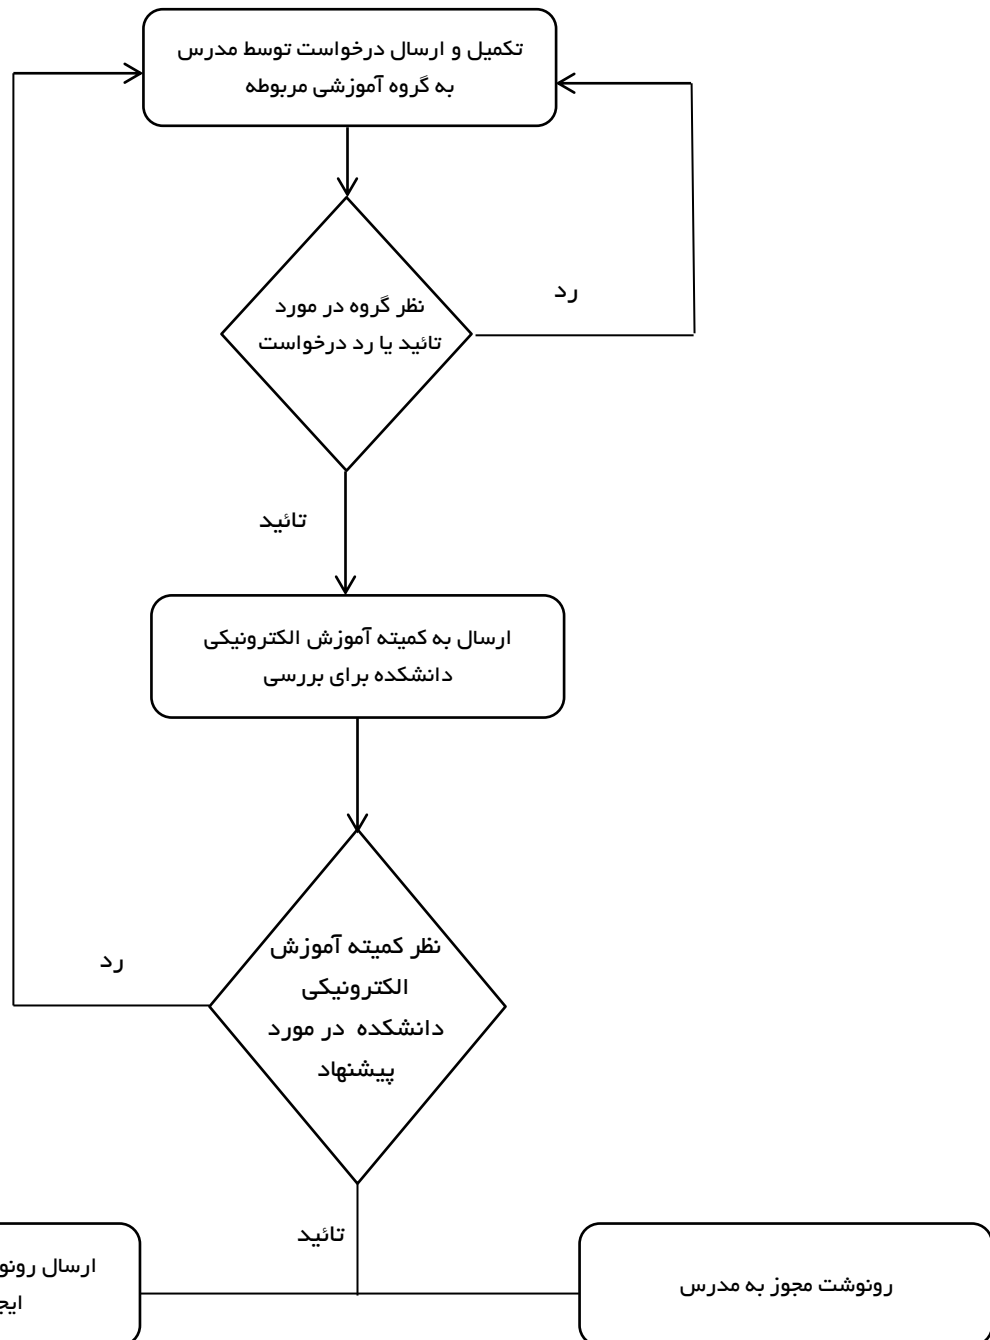 تکمیل و ارسال درخواست توسط مدرس
به گروه آموزشی مربوطه
نظر گروه در مورد
تائید یا رد درخواست
رد
تائید
ارسال به کمیته آموزش الکترونیکی
دانشکده برای بررسی
نظر کمیته آموزش
الکترونیکی
دانشکده در مورد
پیشنهاد
رد
تائید
رونوشت مجوز به مدرس
ارسال